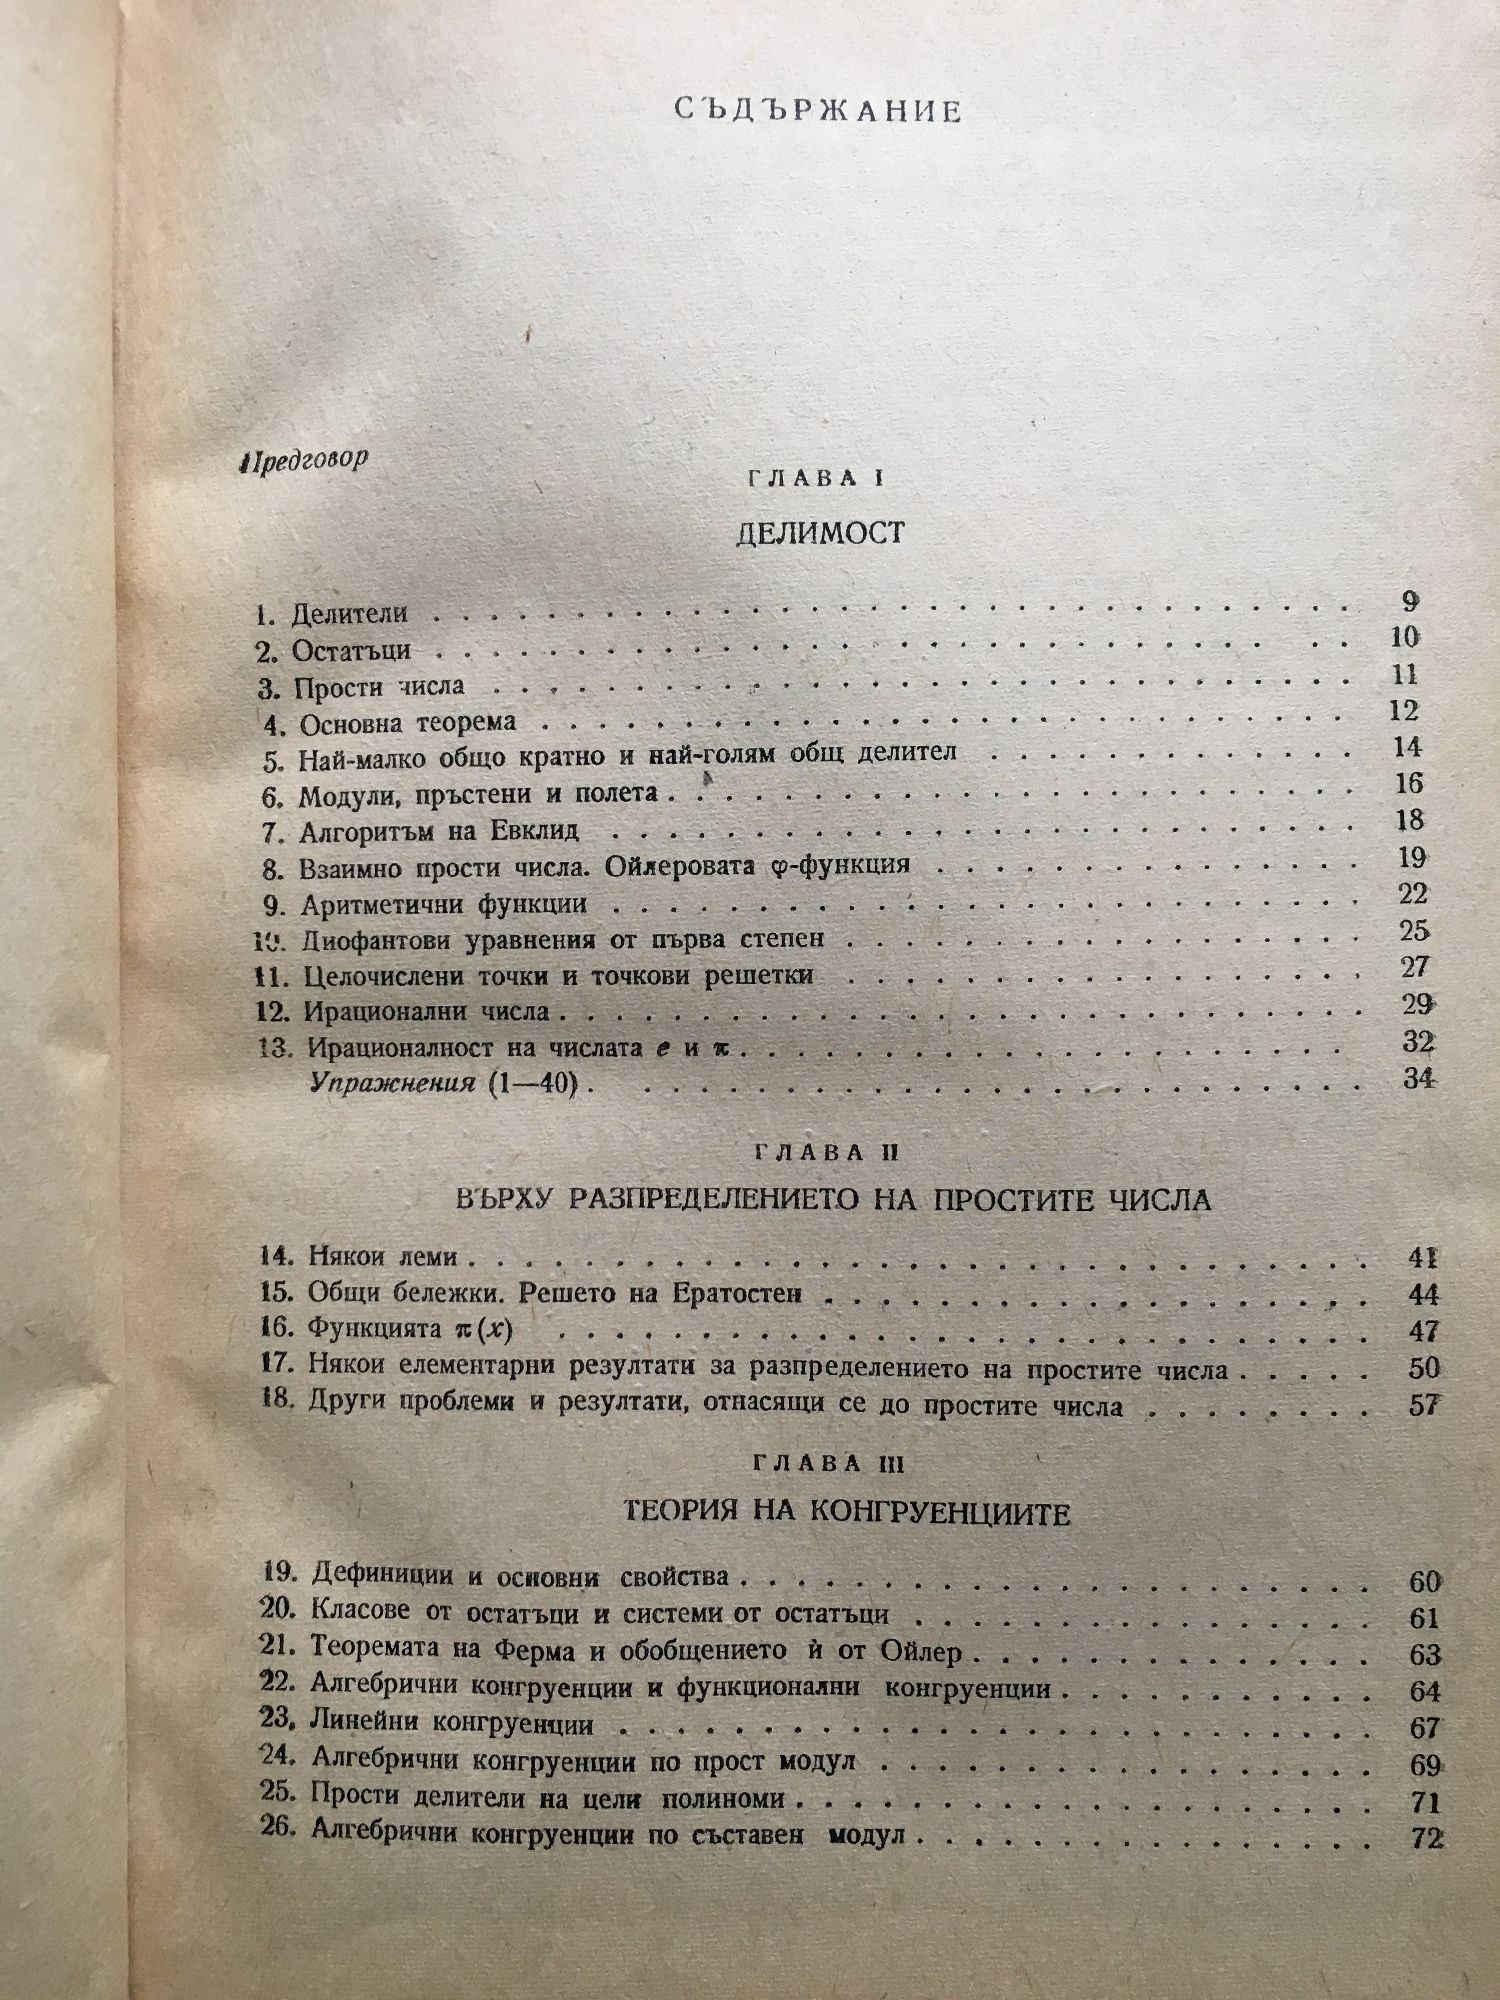 СЪДЪРЖАНИЕ
Предговор
ГЛАВА I
ДЕЛИМОСТ
1. Делители . . . . . . . . . . . . . . . . . . . . . . . . . . . . . . . . 9
2. Остатъци . . . . . . . . . . . . . . . . . . . . . . . . . . . . . . . 10
3. Прости числа . . . . . . . . . . . . . . . . . . . . . . . . . . . . . . 11
4. Основна теорема . . . . . . . . . . . . . . . . . . . . . . . . . . . . 12
5. Най-малко общо кратно и най-голям общ делител . . . . . . . . . . . . . 14
6. Модули, пръстени и полета . . . . . . . . . . . . . . . . . . . . . . . . 16
7. Алгоритъм на Евклид . . . . . . . . . . . . . . . . . . . . . . . . . . 18
8. Взаимно прости числа. Ойлеровата φ-функция . . . . . . . . . . . . . . . 19
9. Аритметични функции . . . . . . . . . . . . . . . . . . . . . . . . . . 22
10. Диофантови уравнения от първа степен . . . . . . . . . . . . . . . . . . 25
11. Целочислени точки и точкови решетки . . . . . . . . . . . . . . . . . . 27
12. Ирационални числа . . . . . . . . . . . . . . . . . . . . . . . . . . . . 29
13. Ирационалност на числата e и π . . . . . . . . . . . . . . . . . . . . . 32
Упражнения (1—40) . . . . . . . . . . . . . . . . . . . . . . . . . . . 34
ГЛАВА II
ВЪРХУ РАЗПРЕДЕЛЕНИЕТО НА ПРОСТИТЕ ЧИСЛА
14. Някои леми . . . . . . . . . . . . . . . . . . . . . . . . . . . . . . . 41
15. Общи бележки. Решето на Ератостен . . . . . . . . . . . . . . . . . . . 44
16. Функцията π(x) . . . . . . . . . . . . . . . . . . . . . . . . . . . . 47
17. Някои елементарни резултати за разпределението на простите числа . . . . . 50
18. Други проблеми и резултати, отнасящи се до простите числа . . . . . . . . 57
ГЛАВА III
ТЕОРИЯ НА КОНГРУЕНЦИИТЕ
19. Дефиниции и основни свойства . . . . . . . . . . . . . . . . . . . . . . 60
20. Класове от остатъци и системи от остатъци . . . . . . . . . . . . . . . . 61
21. Теоремата на Ферма и обобщението ѝ от Ойлер . . . . . . . . . . . . . . 63
22. Алгебрични конгруенции и функционални конгруенции . . . . . . . . . . . 64
23. Линейни конгруенции . . . . . . . . . . . . . . . . . . . . . . . . . . 67
24. Алгебрични конгруенции по прост модул . . . . . . . . . . . . . . . . . 69
25. Прости делители на цели полиноми . . . . . . . . . . . . . . . . . . . . 71
26. Алгебрични конгруенции по съставен модул . . . . . . . . . . . . . . . . 72